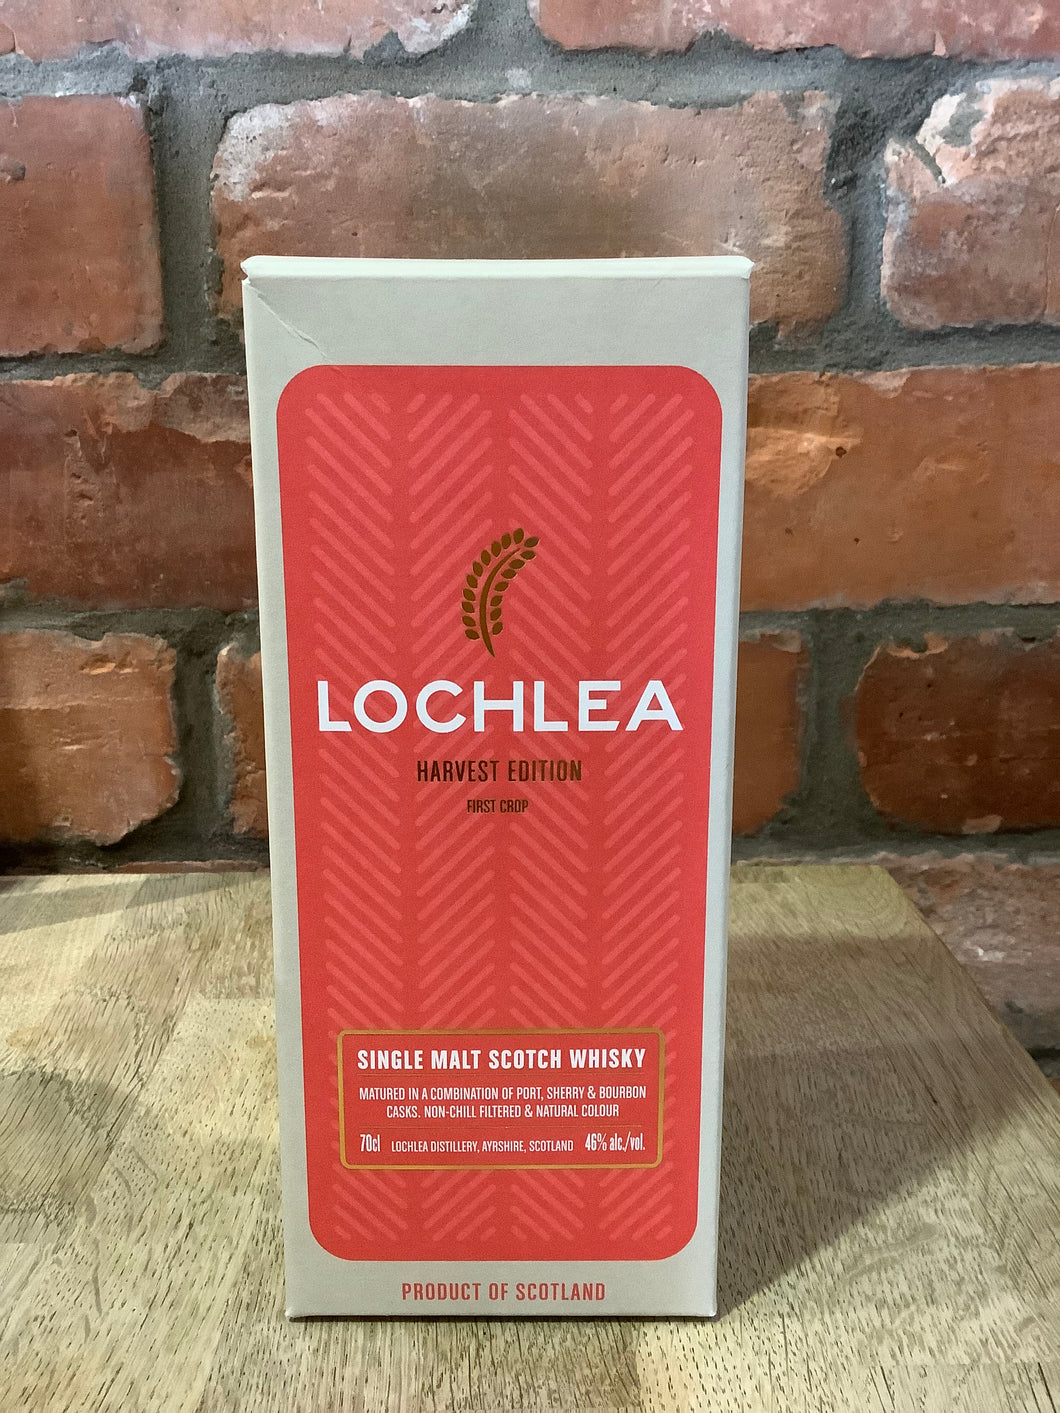 LOCHLEA
HARVEST EDITION
FIRST CROP
SINGLE MALT SCOTCH WHISKY
MATURED IN A COMBINATION OF PORT, SHERRY & BOURBON
CASKS. NON-CHILL FILTERED & NATURAL COLOUR
70cl LOCHLEA DISTILLERY, AYRSHIRE, SCOTLAND 46% alc./vol.
PRODUCT OF SCOTLAND